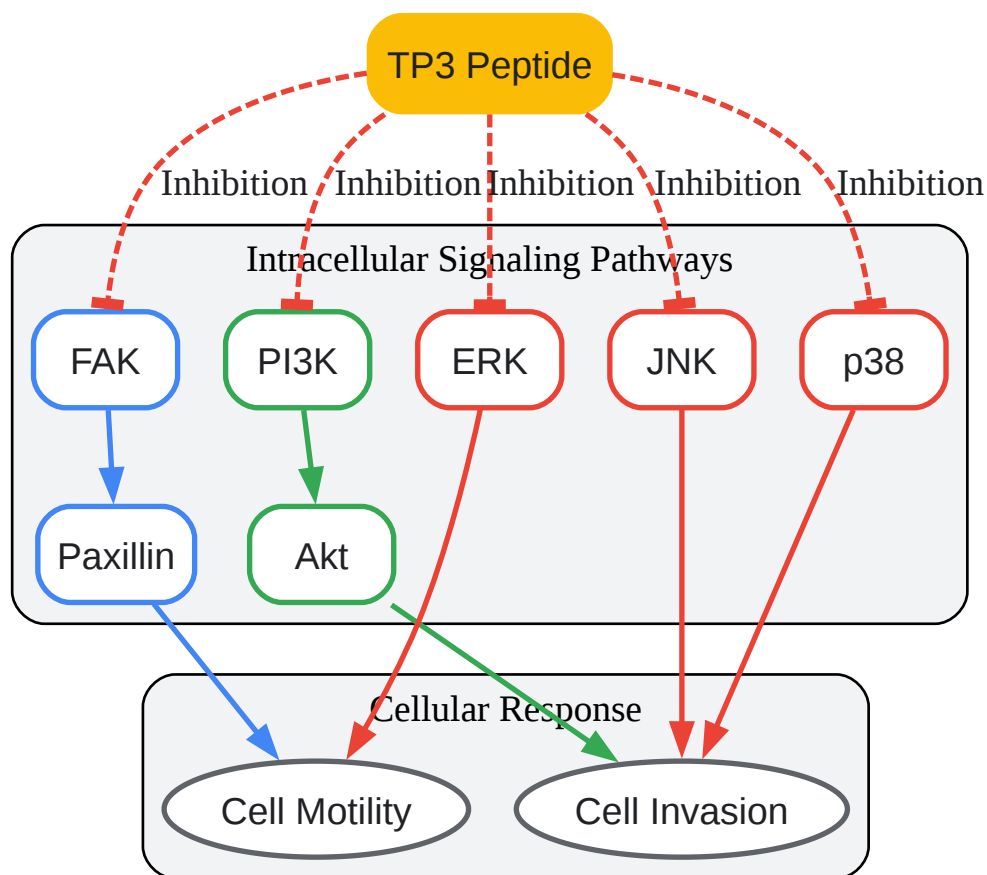 TP3 Peptide
Inhibition Inhibition Inhibition Inhibition Inhibition
Intracellular Signaling Pathways
FAK PI3K ERK JNK p38
Paxillin Akt
Cellular Response
Cell Motility Cell Invasion